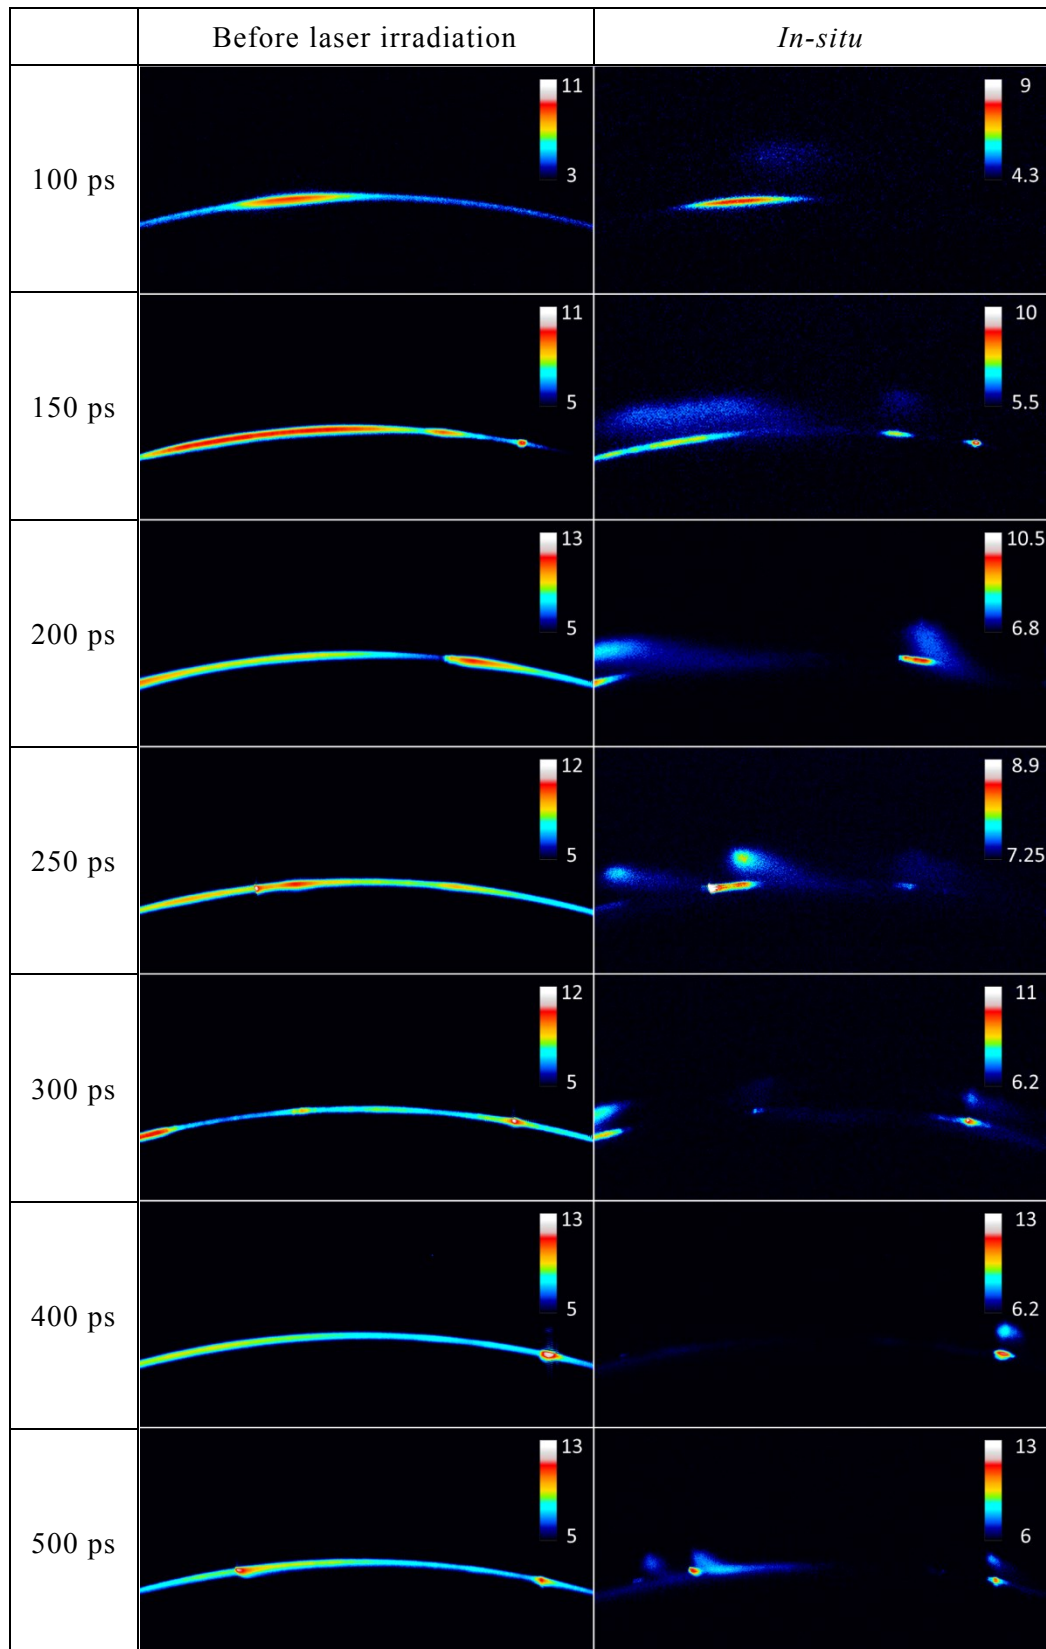 Before laser irradiation In-situ
100 ps 11 3 9 4.3
150 ps 11 5 10 5.5
200 ps 13 5 10.5 6.8
250 ps 12 5 8.9 7.25
300 ps 12 5 11 6.2
400 ps 13 5 13 6.2
500 ps 13 5 13 6